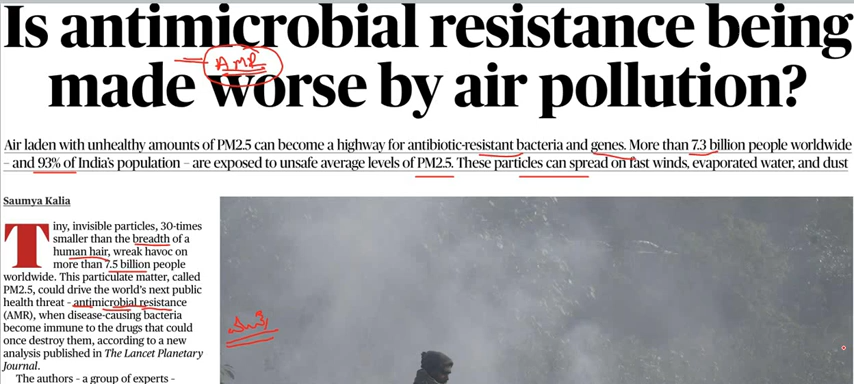 Is antimicrobial resistance being
made worse by air pollution?
AMR
Air laden with unhealthy amounts of PM2.5 can become a highway for antibiotic-resistant bacteria and genes. More than 7.3 billion people worldwide
– and 93% of India's population – are exposed to unsafe average levels of PM2.5. These particles can spread on fast winds, evaporated water, and dust
Saumya Kalia
Tiny, invisible particles, 30-times
smaller than the breadth of a
human hair, wreak havoc on
more than 7.5 billion people
worldwide. This particulate matter, called
PM2.5, could drive the world's next public
health threat – antimicrobial resistance
(AMR), when disease-causing bacteria
become immune to the drugs that could
once destroy them, according to a new
analysis published in The Lancet Planetary
Journal.
The authors – a group of experts –